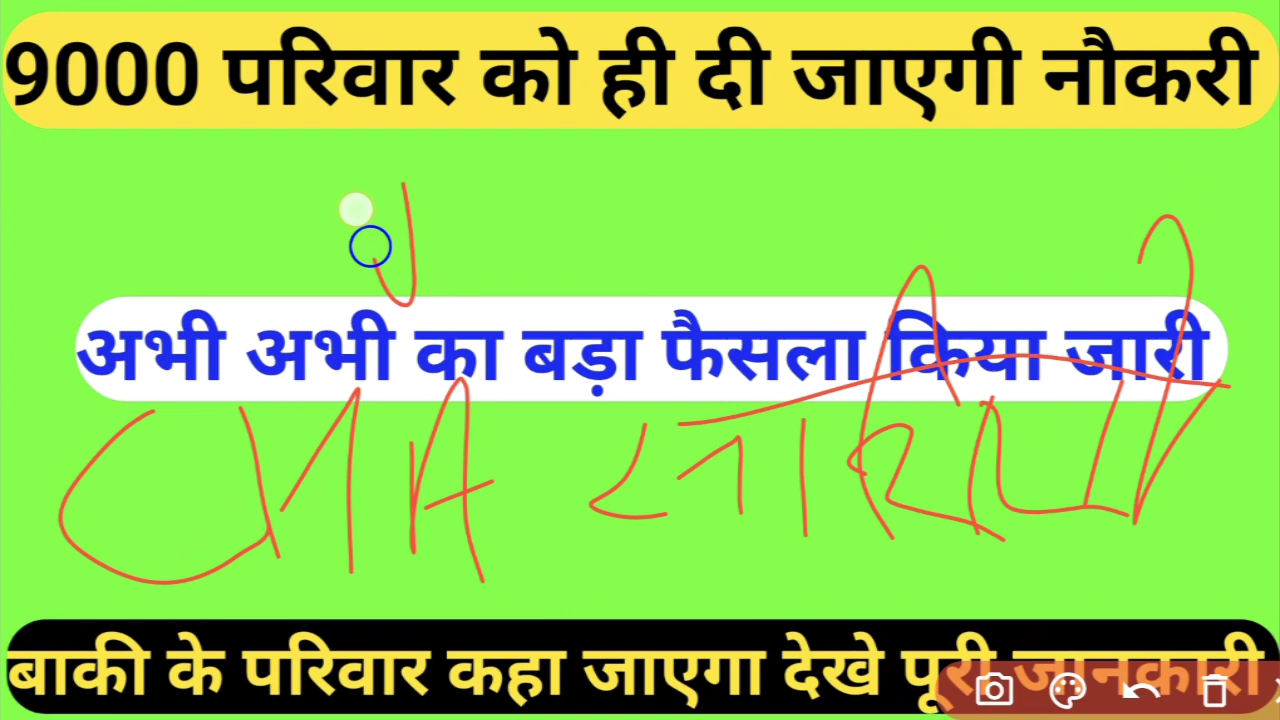 9000 परिवार को ही दी जाएगी नौकरी
अभी अभी का बड़ा फैसला किया जारी
बाकी के परिवार कहा जाएगा देखे पूरी जानकारी